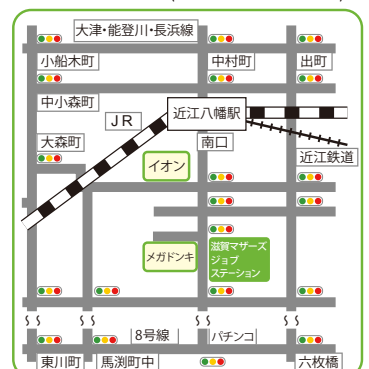 大津・能登川・長浜線
小船木町
中村町
出町
中小森町
近江八幡駅
JR
大森町
南口
近江鉄道
イオン
メガドンキ
滋賀マザーズ
ジョブ
ステーション
8号線
パチンコ
東川町
馬渕町中
六枚橋